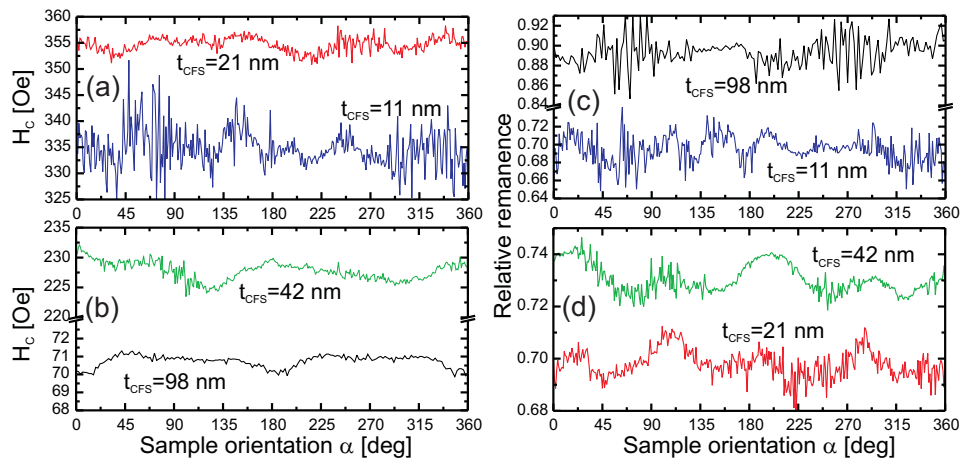 360
355
350
345
340
335
330
325
H_C [Oe]
(a)
t_CFS=21 nm
t_CFS=11 nm
0 45 90 135 180 225 270 315 360
235
230
225
220
71
70
69
68
H_C [Oe]
(b)
t_CFS=42 nm
t_CFS=98 nm
0 45 90 135 180 225 270 315 360
Sample orientation α [deg]
0.92
0.90
0.88
0.86
0.84
0.72
0.70
0.68
0.66
0.64
Relative remanence
(c)
t_CFS=98 nm
t_CFS=11 nm
0 45 90 135 180 225 270 315 360
0.74
0.72
0.70
0.68
(d)
t_CFS=42 nm
t_CFS=21 nm
0 45 90 135 180 225 270 315 360
Sample orientation α [deg]